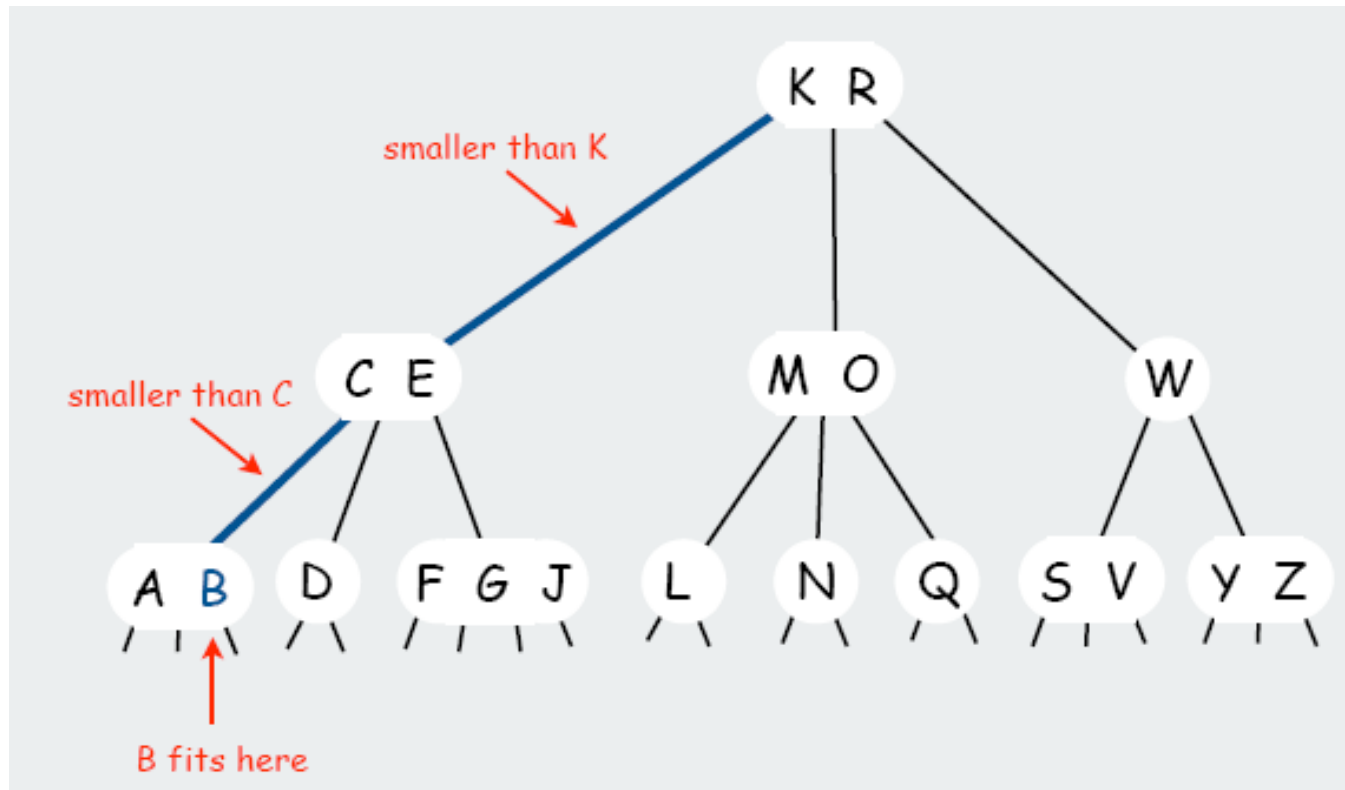 K R
smaller than K
C E
M O
W
smaller than C
A B
D
F G J
L
N
Q
S V
Y Z
B fits here